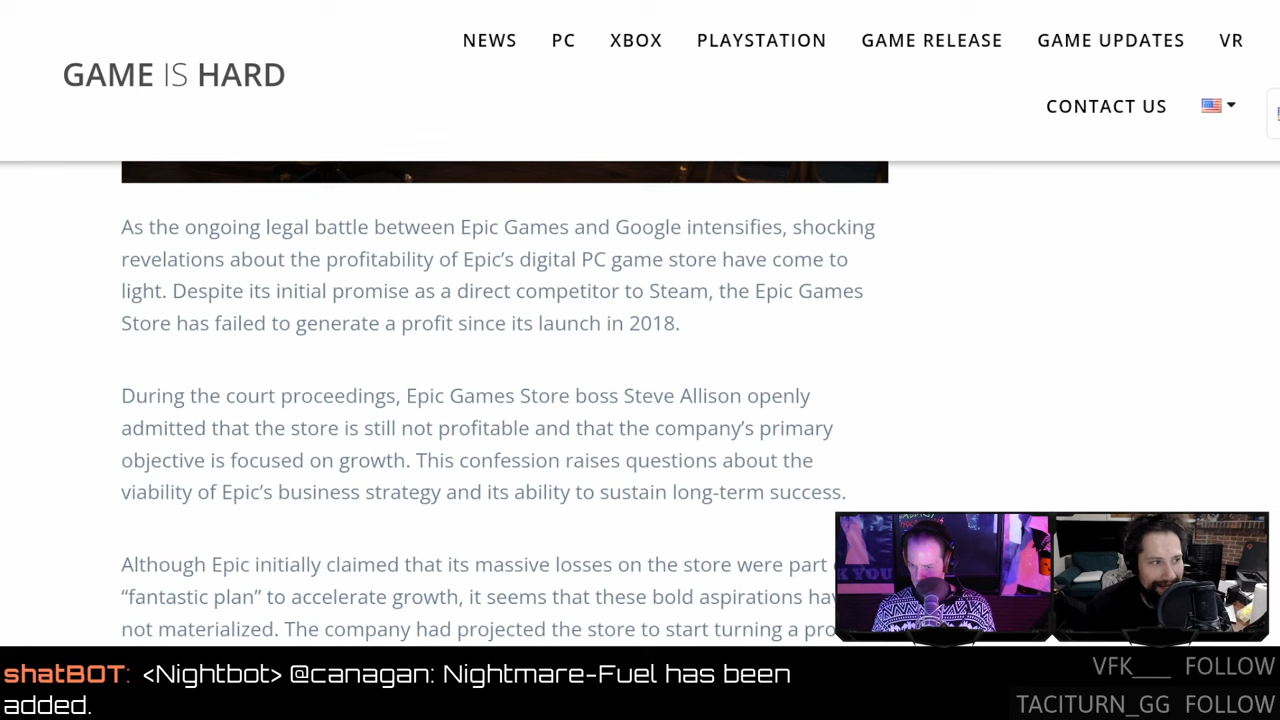 NEWS PC XBOX PLAYSTATION GAME RELEASE GAME UPDATES VR
GAME IS HARD
CONTACT US
As the ongoing legal battle between Epic Games and Google intensifies, shocking
revelations about the profitability of Epic’s digital PC game store have come to
light. Despite its initial promise as a direct competitor to Steam, the Epic Games
Store has failed to generate a profit since its launch in 2018.
During the court proceedings, Epic Games Store boss Steve Allison openly
admitted that the store is still not profitable and that the company’s primary
objective is focused on growth. This confession raises questions about the
viability of Epic’s business strategy and its ability to sustain long-term success.
Although Epic initially claimed that its massive losses on the store were part
“fantastic plan” to accelerate growth, it seems that these bold aspirations
not materialized. The company had projected the store to start turning a
shatBOT: <Nightbot> @canagan: Nightmare-Fuel has been
added.
VFK____ FOLLOW
TACITURN_GG FOLLOW